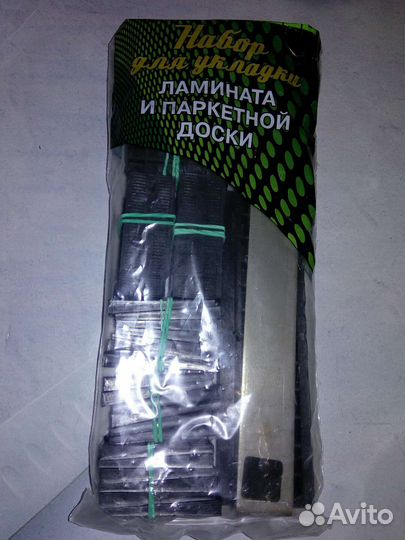 Набор
для укладки
ЛАМИНАТА
И ПАРКЕТНОЙ
ДОСКИ
Avito